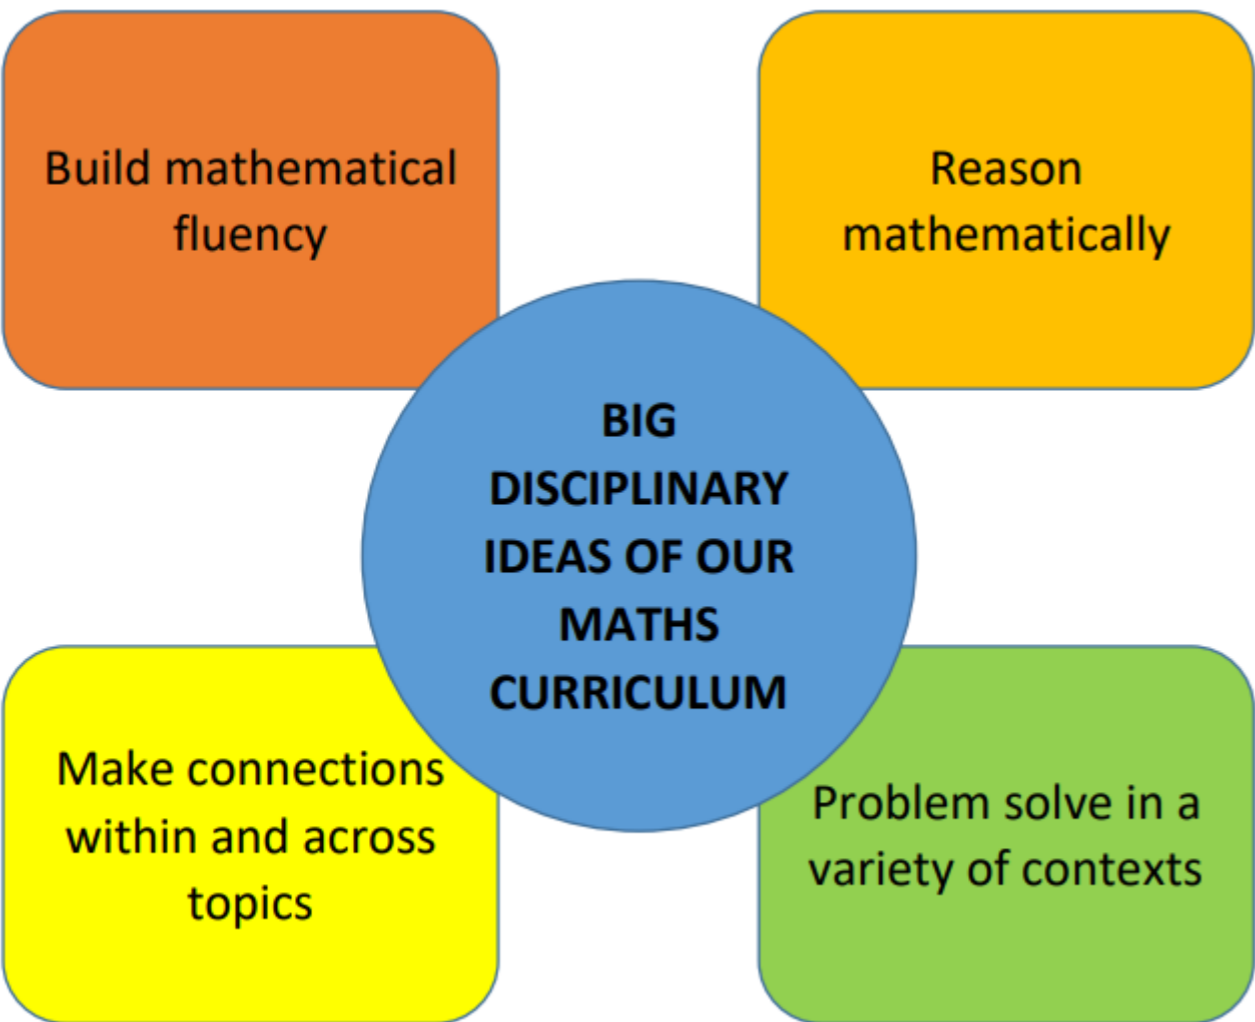 Build mathematical
fluency
Reason
mathematically
BIG
DISCIPLINARY
IDEAS OF OUR
MATHS
CURRICULUM
Make connections
within and across
topics
Problem solve in a
variety of contexts